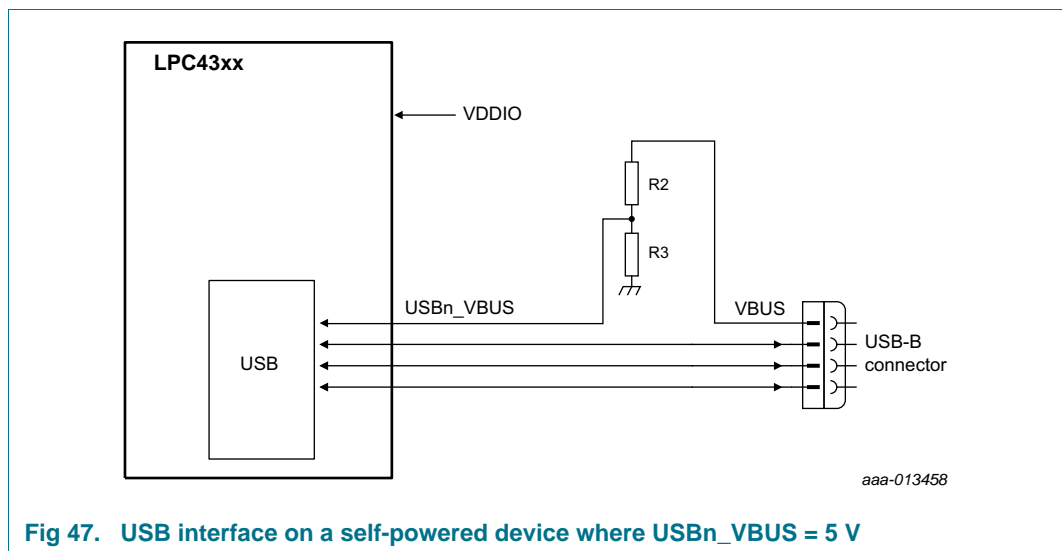 LPC43xx
VDDIO
R2
R3
USBn_VBUS
VBUS
USB
USB-B
connector
aaa-013458
Fig 47. USB interface on a self-powered device where USBn_VBUS = 5 V